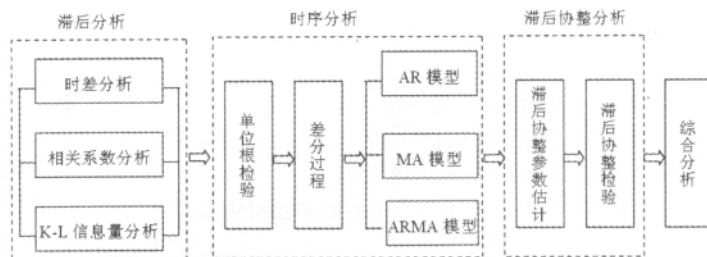 滞后分析
时差分析
相关系数分析
K-L 信息量分析
时序分析
单位根检验
差分过程
AR 模型
MA 模型
ARMA 模型
滞后协整分析
滞后协整参数估计
滞后协整检验
综合分析